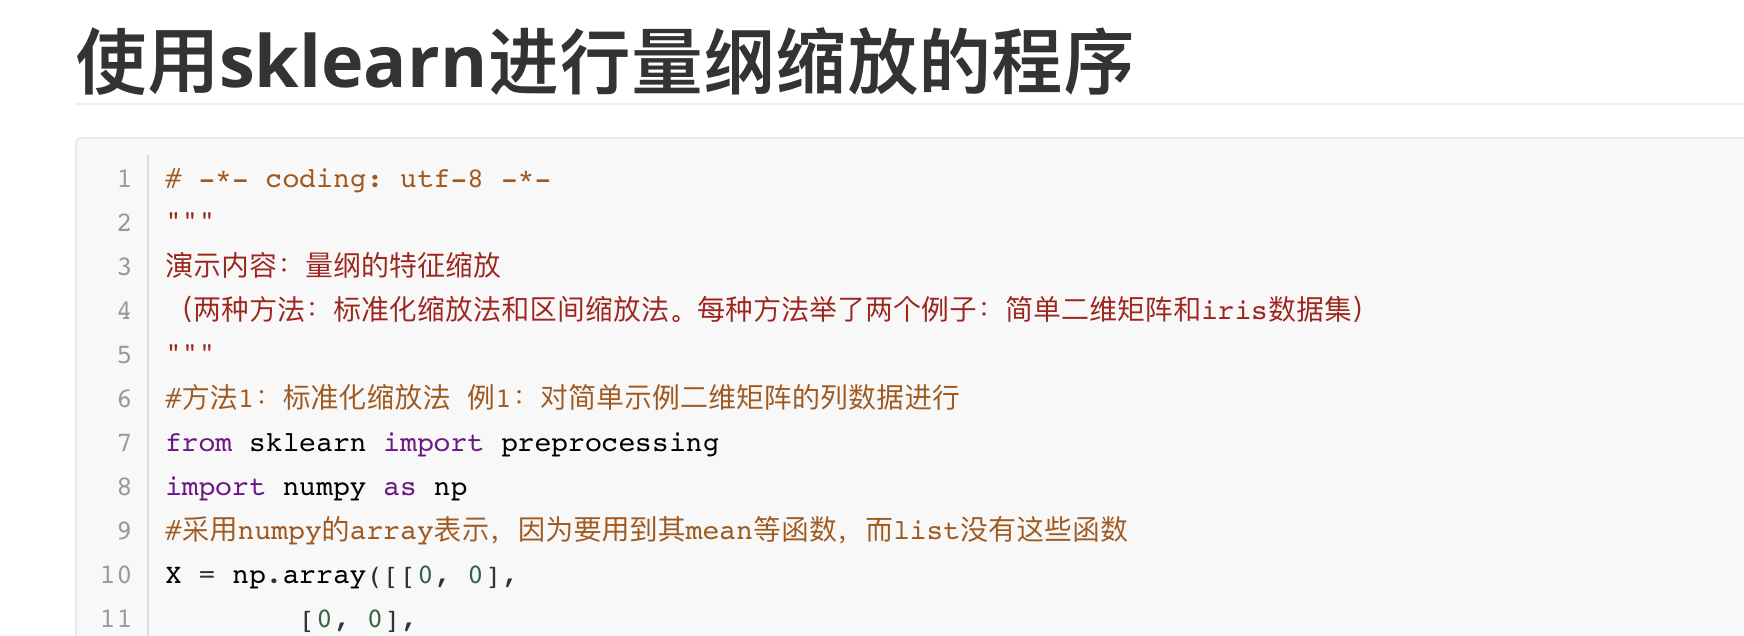 使用sklearn进行量纲缩放的程序
1 # -*- coding: utf-8 -*-
2 """
3 演示内容：量纲的特征缩放
4 （两种方法：标准化缩放法和区间缩放法。每种方法举了两个例子：简单二维矩阵和iris数据集）
5 """
6 #方法1：标准化缩放法 例1：对简单示例二维矩阵的列数据进行
7 from sklearn import preprocessing
8 import numpy as np
9 #采用numpy的array表示，因为要用到其mean等函数，而list没有这些函数
10 X = np.array([[0, 0],
11         [0, 0],